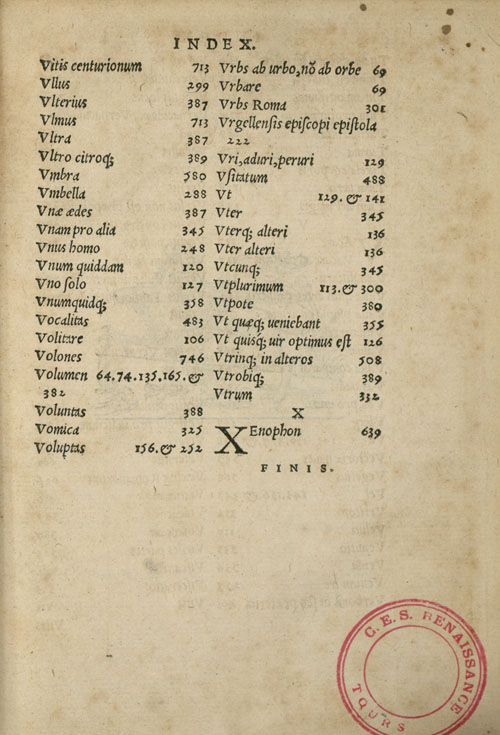 INDEX.
Vitis centurionum 713
Vllus 299
Vlterius 387
Vlmus 713
Vltra 387
Vltro citroq; 389
Vmbra 580
Vmbella 288
Vnæ ædes 387
Vnam pro alia 345
Vnus homo 248
Vnum quiddam 120
Vno solo 127
Vnumquidq; 358
Vocalitas 483
Volitare 106
Volones 746
Volumen 64.74.135.165.&
382
Voluntas 388
Vomica 325
Voluptas 156.& 252
Vrbs ab urbo, nõ ab orbe 69
Vrbare 69
Vrbs Roma 301
Vrgellensis episcopi epistola
222
Vri, aduri, peruri 129
Vsitatum 488
Vt 129.& 141
Vter 345
Vterq; alteri 136
Vter alteri 136
Vtcunq; 345
Vtplurimum 113.& 300
Vtpote 380
Vt quæq; ueniebant 355
Vt quisq; uir optimus est 126
Vtrinq; in alteros 508
Vtrobiq; 389
Vtrum 332
X
XEnophon 639
FINIS.
C.E.S. RENAISSANCE
TOURS